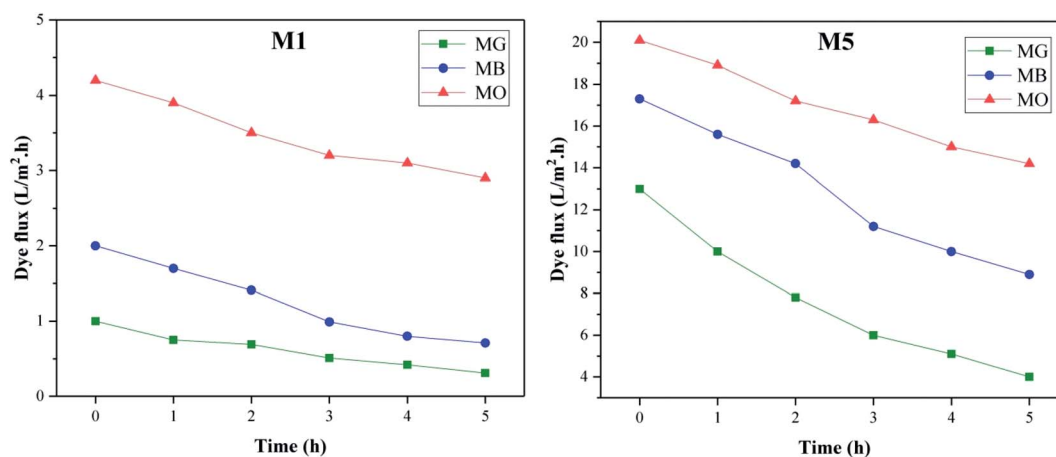 M1
MG
MB
MO
Dye flux (L/m².h)
5
4
3
2
1
0
0 1 2 3 4 5
Time (h)
M5
MG
MB
MO
Dye flux (L/m².h)
20
18
16
14
12
10
8
6
4
0 1 2 3 4 5
Time (h)